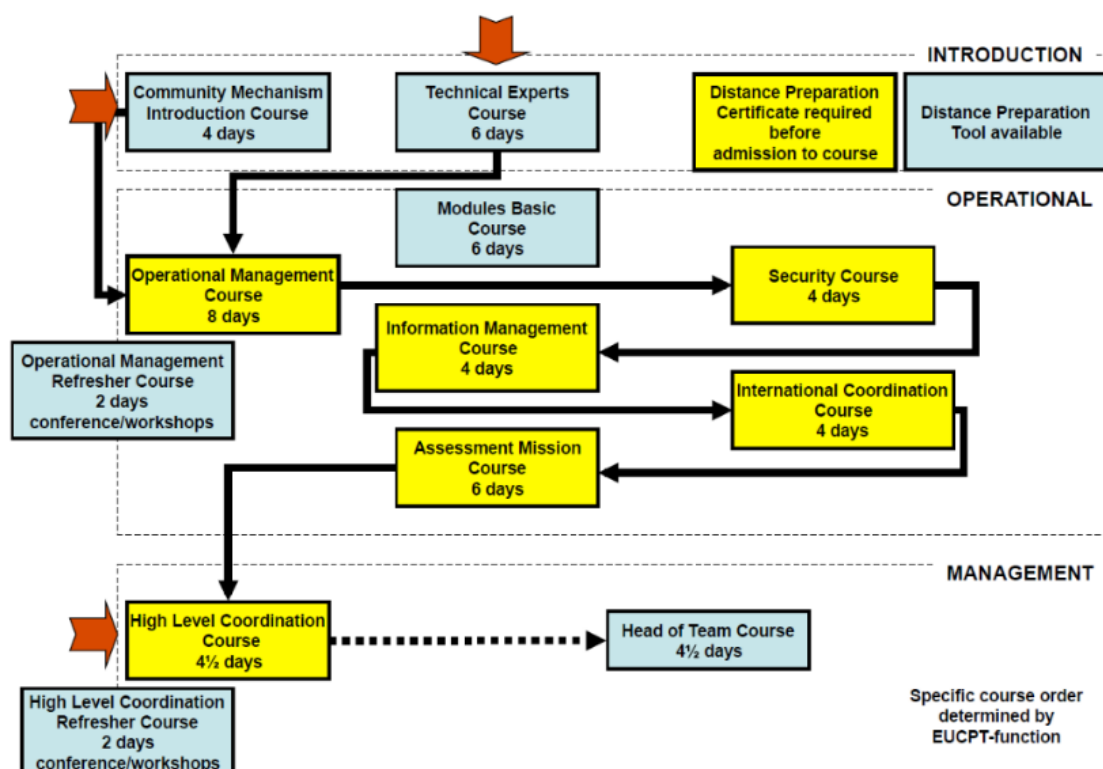 INTRODUCTION
Community Mechanism
Introduction Course
4 days
Technical Experts
Course
6 days
Distance Preparation
Certificate required
before
admission to course
Distance Preparation
Tool available
OPERATIONAL
Modules Basic
Course
6 days
Operational Management
Course
8 days
Security Course
4 days
Information Management
Course
4 days
Operational Management
Refresher Course
2 days
conference/workshops
International Coordination
Course
4 days
Assessment Mission
Course
6 days
MANAGEMENT
High Level Coordination
Course
4½ days
Head of Team Course
4½ days
High Level Coordination
Refresher Course
2 days
conference/workshops
Specific course order
determined by
EUCPT-function